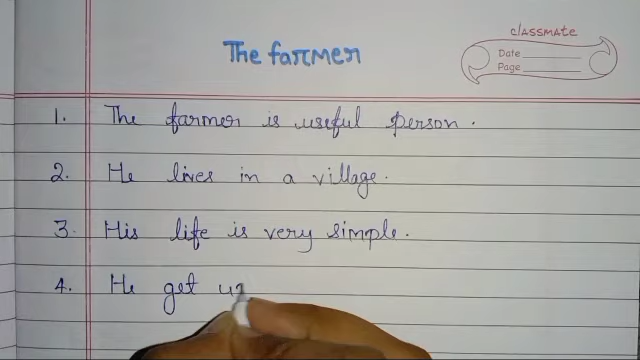 classmate
The farmer
Date
Page
1. The farmer is useful person.
2. He lives in a village.
3. His life is very simple.
4. He get